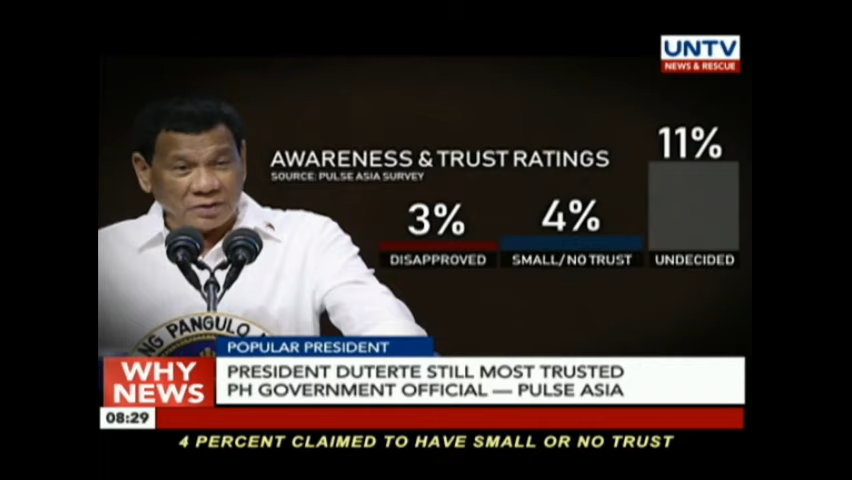 UNTV
NEWS & RESCUE
AWARENESS & TRUST RATINGS
SOURCE: PULSE ASIA SURVEY
3%
DISAPPROVED
4%
SMALL/NO TRUST
11%
UNDECIDED
NG PANGULO
POPULAR PRESIDENT
WHY NEWS
PRESIDENT DUTERTE STILL MOST TRUSTED
PH GOVERNMENT OFFICIAL — PULSE ASIA
08:29
4 PERCENT CLAIMED TO HAVE SMALL OR NO TRUST